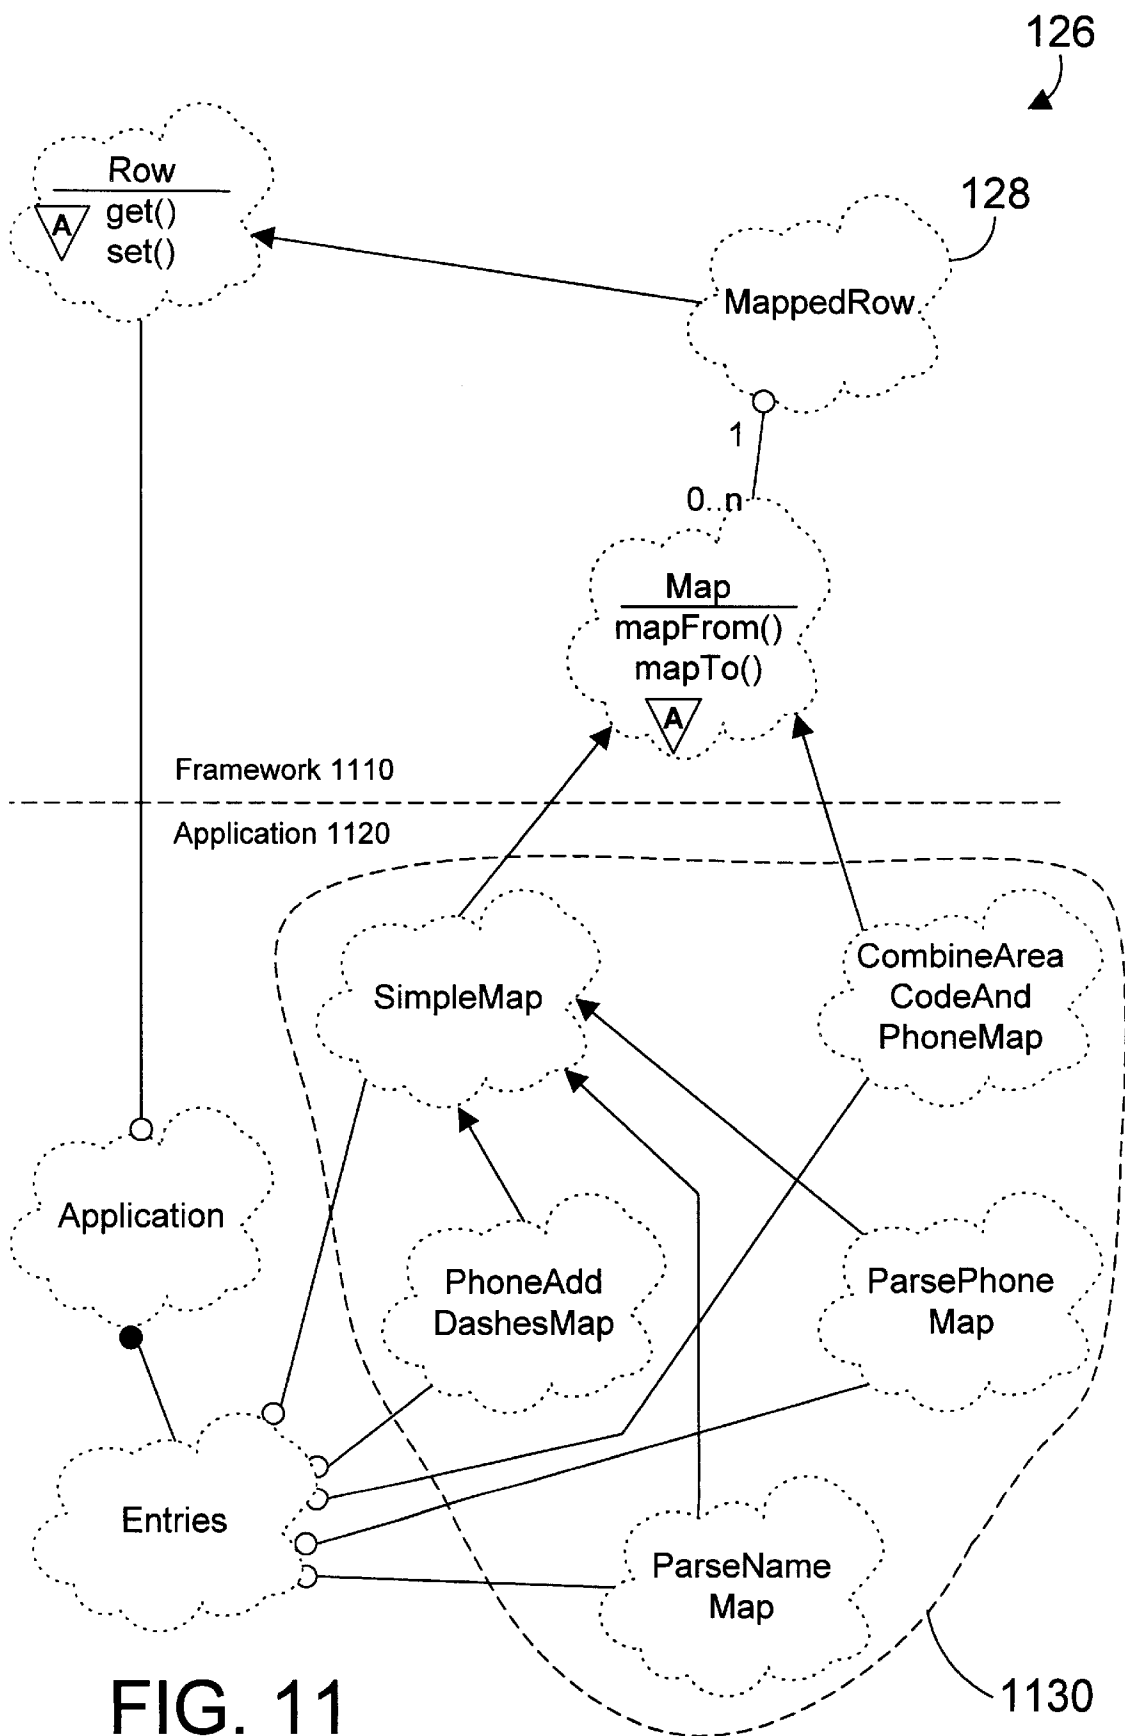 126
Row
A get()
set()
128
MappedRow
1
0..n
Map
mapFrom()
mapTo()
A
Framework 1110
Application 1120
SimpleMap
CombineArea
CodeAnd
PhoneMap
Application
PhoneAdd
DashesMap
ParsePhone
Map
Entries
ParseName
Map
FIG. 11
1130